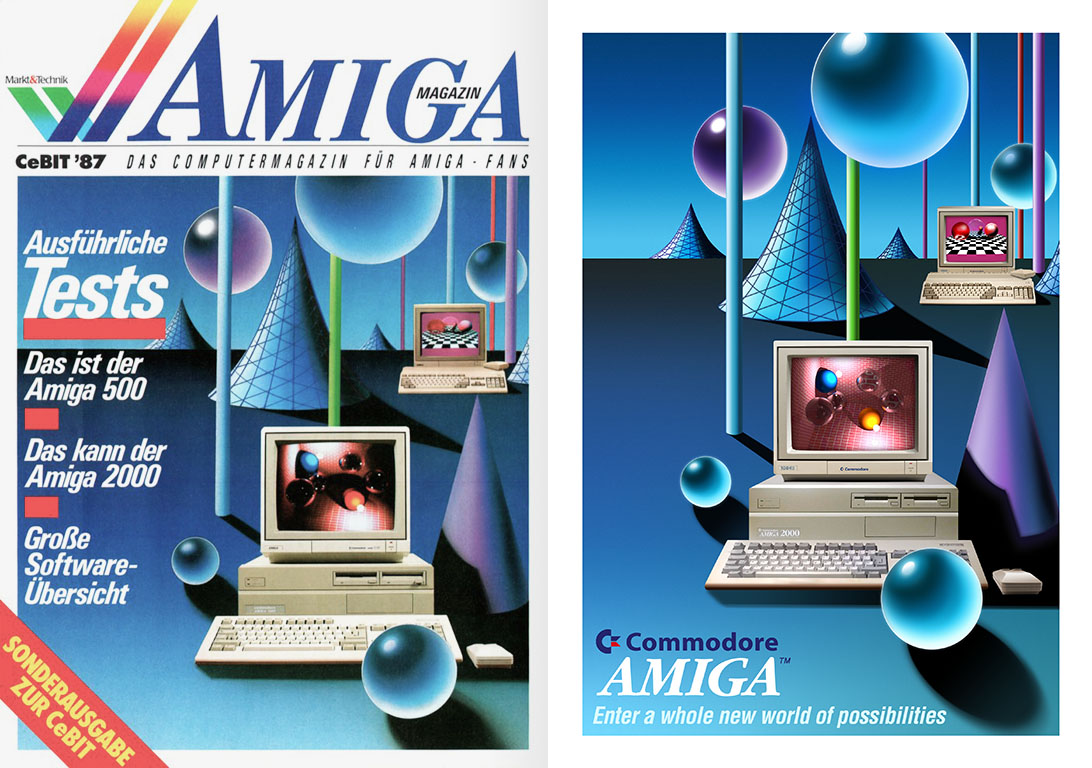 Markt&Technik
AMIGA
MAGAZIN
CeBIT '87 DAS COMPUTERMAGAZIN FÜR AMIGA-FANS
Ausführliche
Tests
Das ist der
Amiga 500
Das kann der
Amiga 2000
Große
Software-
Übersicht
SONDERAUSGABE
ZUR CeBIT
Commodore
AMIGA 2000
Commodore
AMIGA™
Enter a whole new world of possibilities